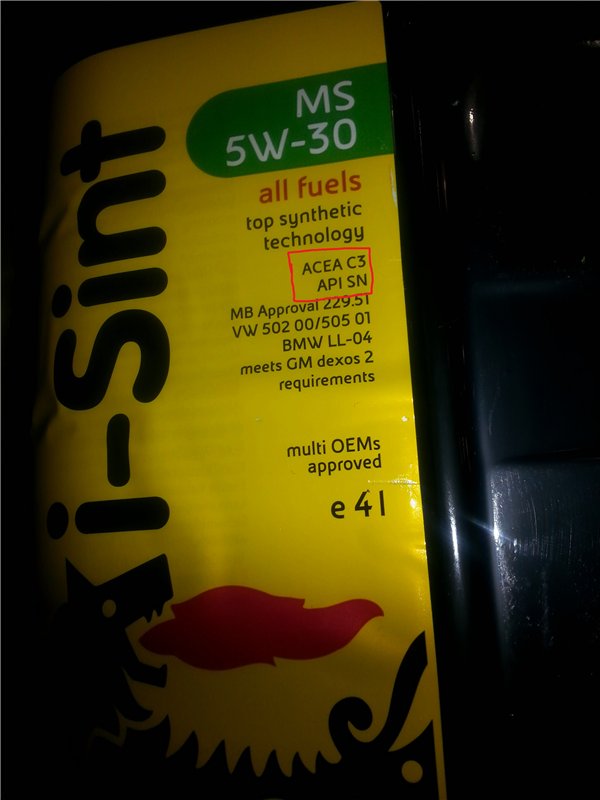 i-Sint
MS
5W-30
all fuels
top synthetic
technology
ACEA C3
API SN
MB Approval 229.51
VW 502 00/505 01
BMW LL-04
meets GM dexos 2
requirements
multi OEMs
approved
e 4 l